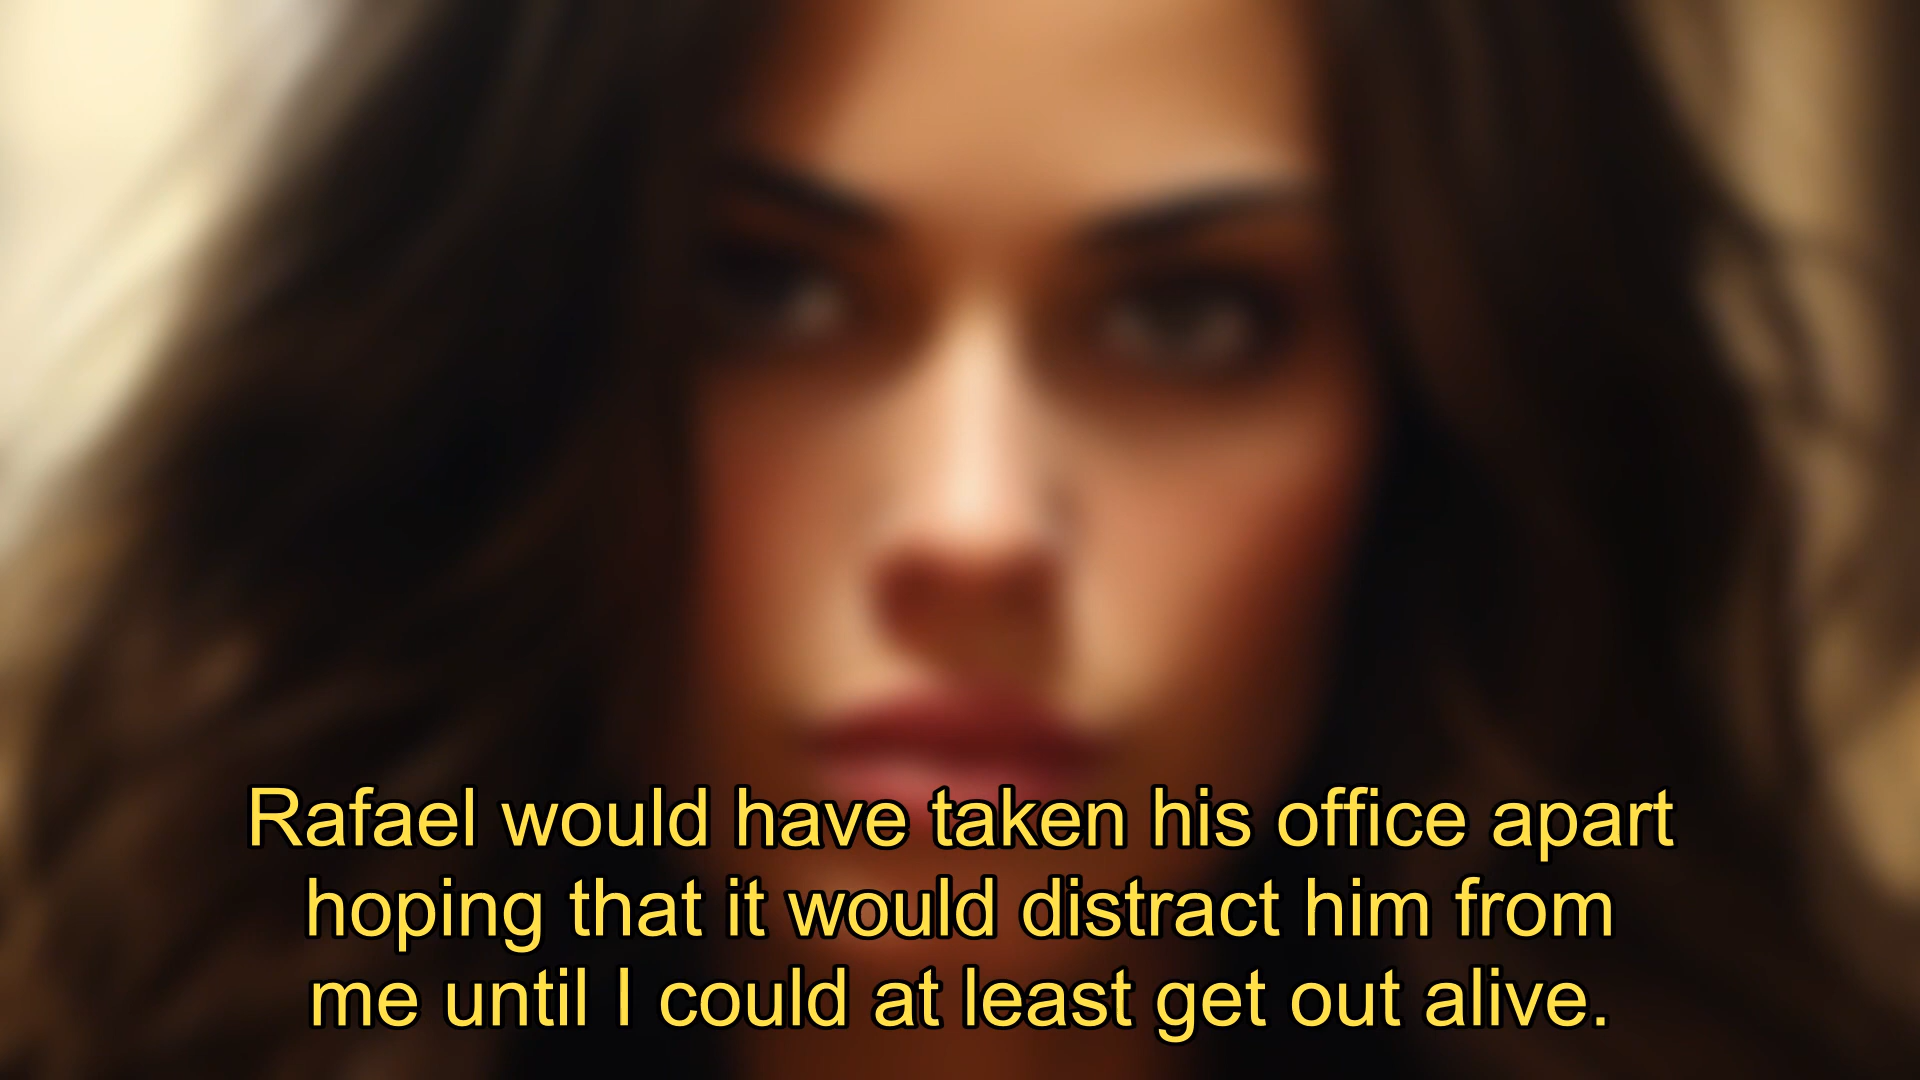 Rafael would have taken his office apart
hoping that it would distract him from
me until I could at least get out alive.